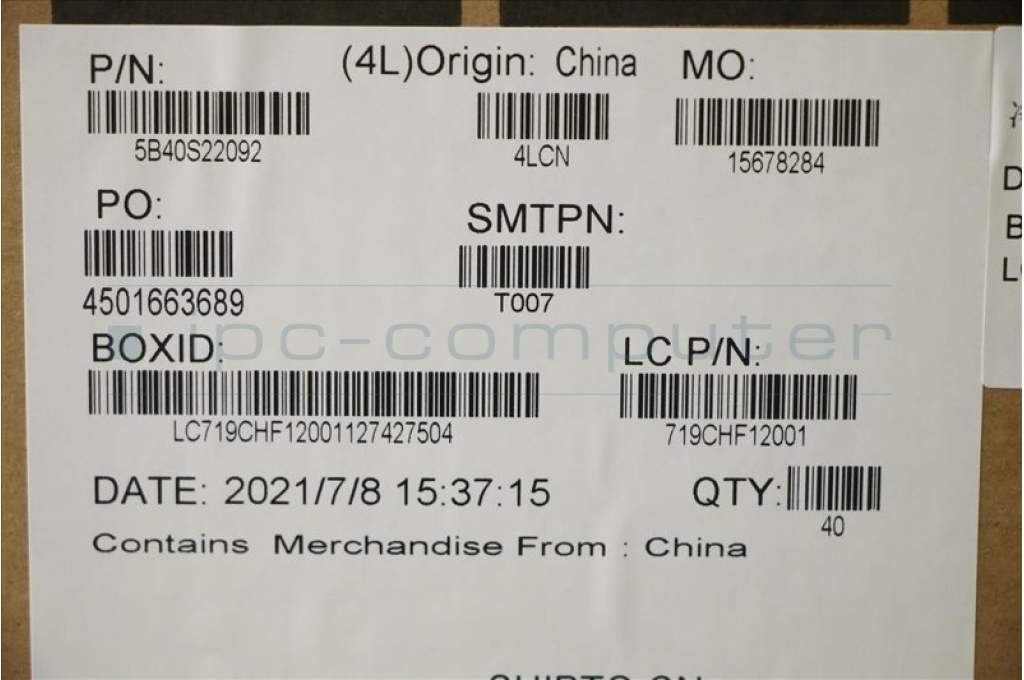 P/N: (4L)Origin: China MO:
5B40S22092 4LCN 15678284
PO: SMTPN:
4501663689 T007
ipc-computer
BOXID: LC P/N:
LC719CHF12001127427504 719CHF12001
DATE: 2021/7/8 15:37:15 QTY:
40
Contains Merchandise From : China